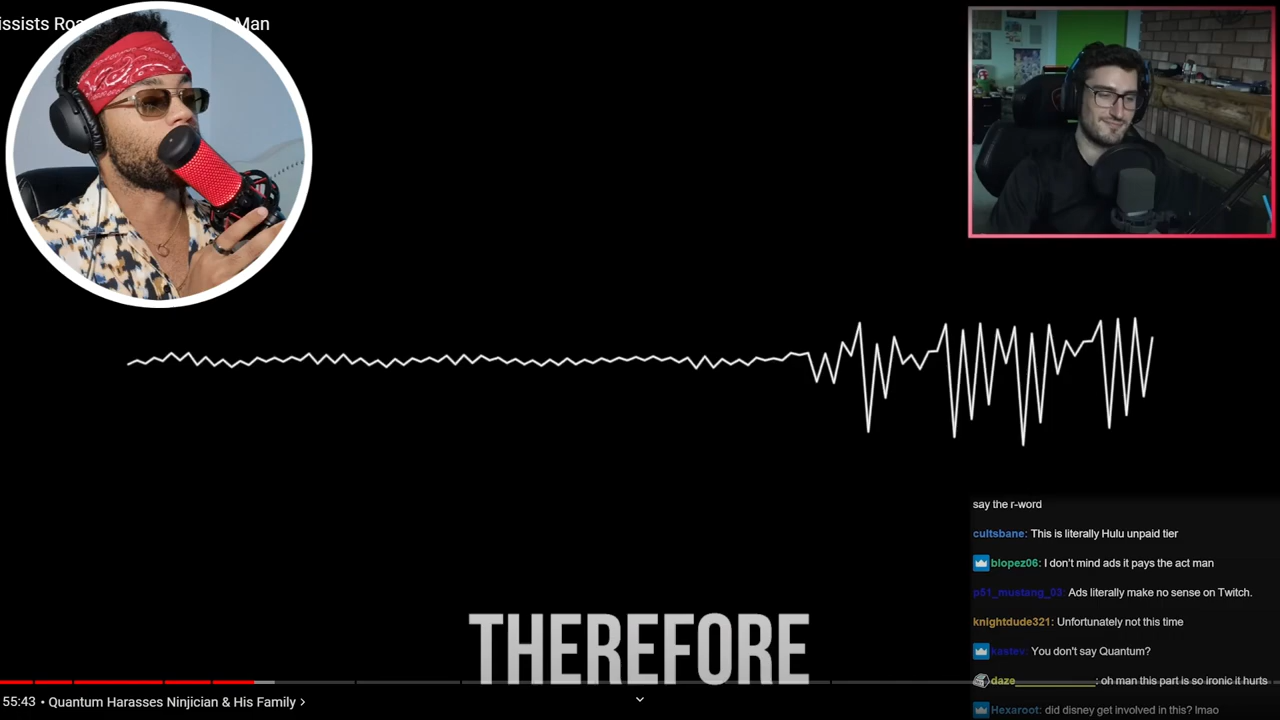 issists Roa
Man
say the r-word
cultsbane: This is literally Hulu unpaid tier
blopez06: I don't mind ads it pays the act man
p51_mustang_03: Ads literally make no sense on Twitch.
knightdude321: Unfortunately not this time
kastev: You don't say Quantum?
daze______________: oh man this part is so ironic it hurts
Hexaroot: did disney get involved in this? lmao
THEREFORE
55:43 • Quantum Harasses Ninjician & His Family >